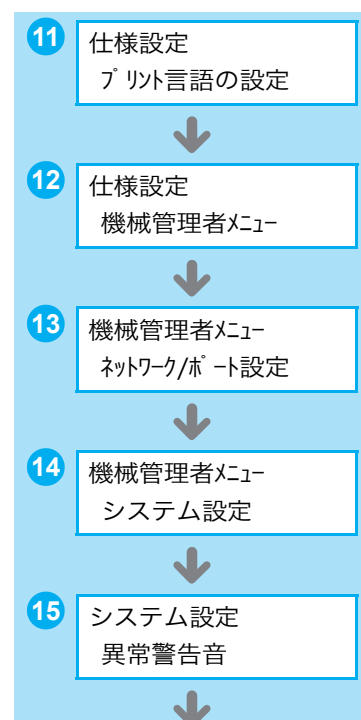 11
仕様設定
プリント言語の設定
12
仕様設定
機械管理者メニュー
13
機械管理者メニュー
ネットワーク/ポート設定
14
機械管理者メニュー
システム設定
15
システム設定
異常警告音